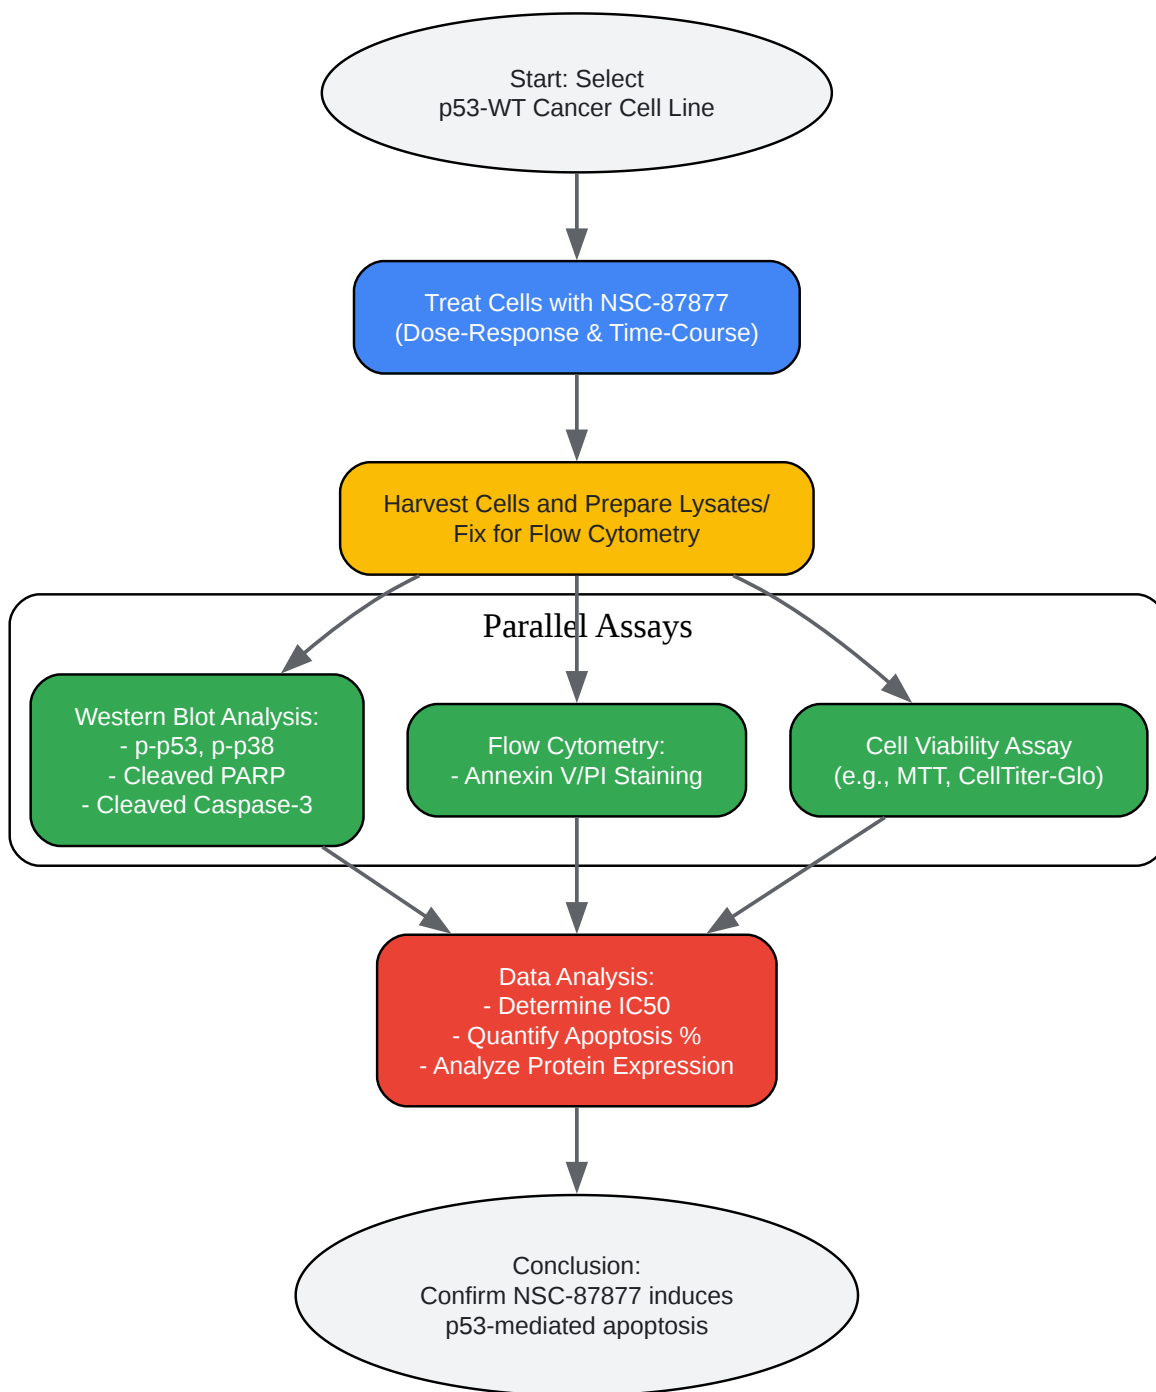 Start: Select
p53-WT Cancer Cell Line
Treat Cells with NSC-87877
(Dose-Response & Time-Course)
Harvest Cells and Prepare Lysates/
Fix for Flow Cytometry
Parallel Assays
Western Blot Analysis:
- p-p53, p-p38
- Cleaved PARP
- Cleaved Caspase-3
Flow Cytometry:
- Annexin V/PI Staining
Cell Viability Assay
(e.g., MTT, CellTiter-Glo)
Data Analysis:
- Determine IC50
- Quantify Apoptosis %
- Analyze Protein Expression
Conclusion:
Confirm NSC-87877 induces
p53-mediated apoptosis